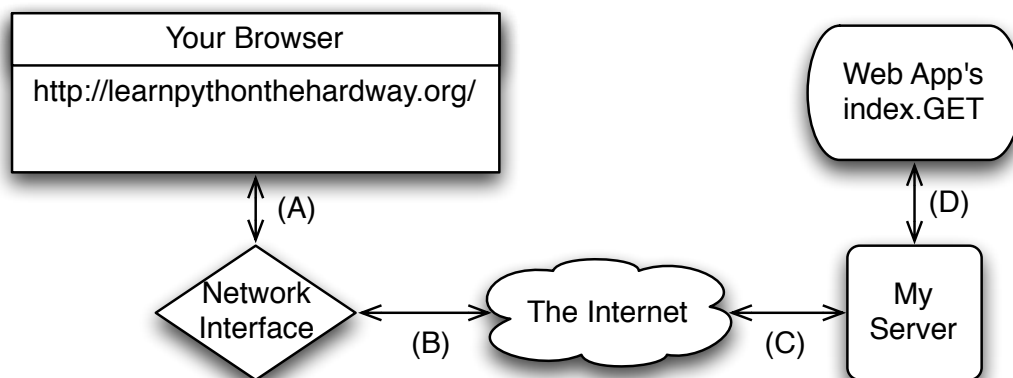 Your Browser
http://learnpythonthehardway.org/
Web App's
index.GET
(A)
(D)
Network
Interface
The Internet
My
Server
(B)
(C)